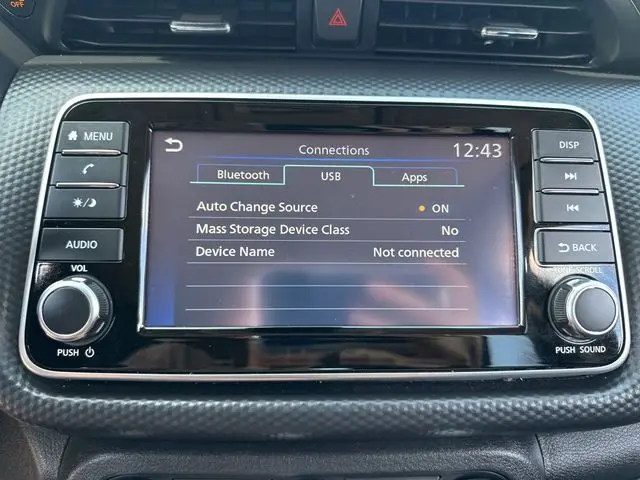 OFF
MENU
DISP
Connections 12:43
Bluetooth USB Apps
Auto Change Source ON
Mass Storage Device Class No
Device Name Not connected
AUDIO
BACK
VOL
TUNE·SCROLL
PUSH
PUSH SOUND